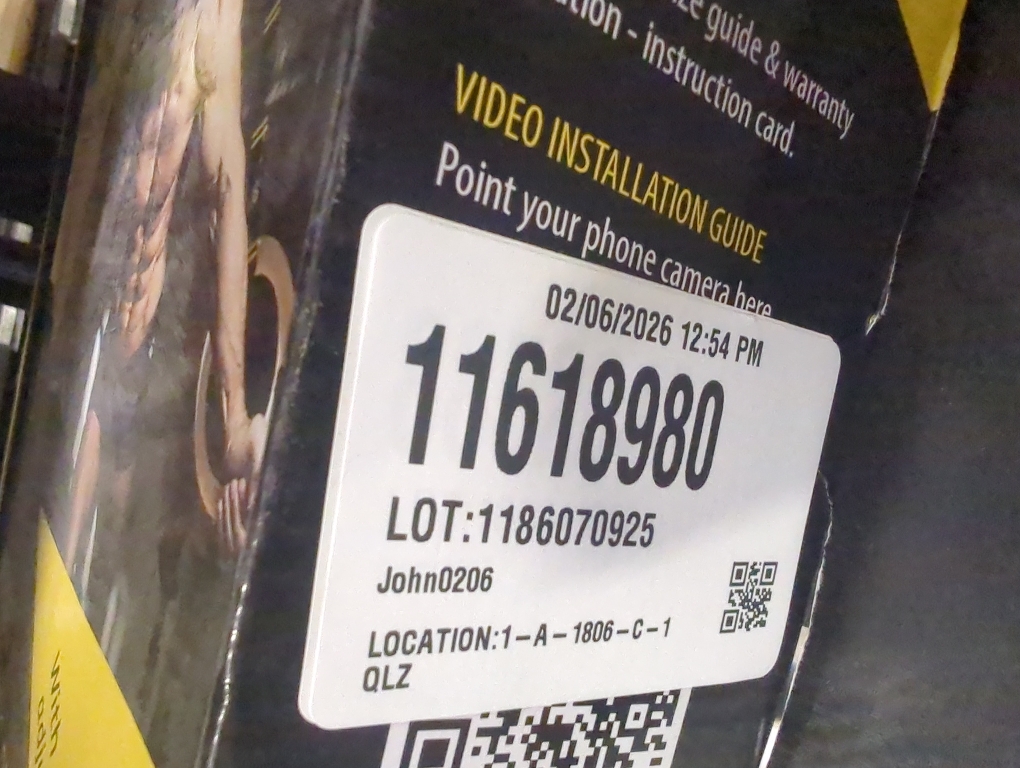 guide & warranty
- instruction card.
VIDEO INSTALLATION GUIDE
Point your phone camera here
02/06/2026 12:54 PM
11618980
LOT:1186070925
John0206
LOCATION:1-A-1806-C-1
QLZ
with